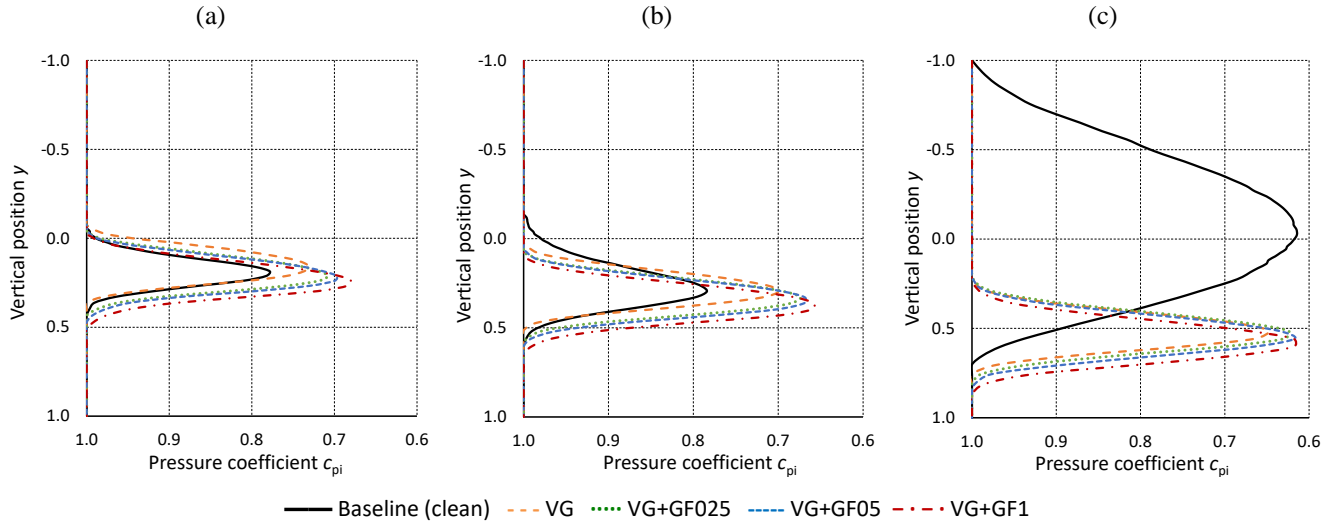 (a)
(b)
(c)
Vertical position y
-1.0
-0.5
0.0
0.5
1.0
1.0 0.9 0.8 0.7 0.6
Pressure coefficient cpi
Vertical position y
-1.0
-0.5
0.0
0.5
1.0
1.0 0.9 0.8 0.7 0.6
Pressure coefficient cpi
Vertical position y
-1.0
-0.5
0.0
0.5
1.0
1.0 0.9 0.8 0.7 0.6
Pressure coefficient cpi
Baseline (clean) VG VG+GF025 VG+GF05 VG+GF1